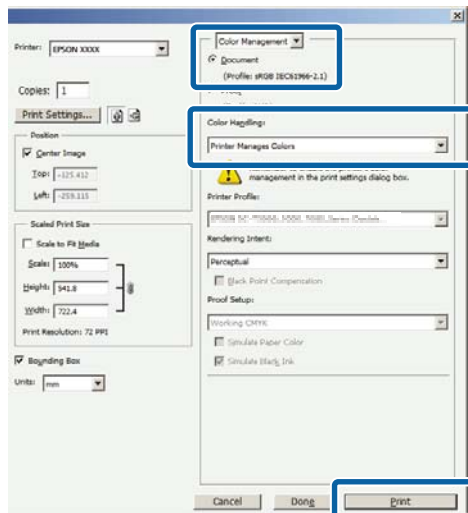 Printer: EPSON XXXX
Copies: 1
Print Settings...
Position
Center Image
Top: -125.412
Left: -259.115
Scaled Print Size
Scale to Fit Media
Scale: 100%
Height: 541.8
Width: 722.4
Print Resolution: 72 PPI
Bounding Box
Units: mm
Color Management
Document
(Profile: sRGB IEC61966-2.1)
Color Handling:
Printer Manages Colors
management in the print settings dialog box.
Printer Profile:
Rendering Intent:
Perceptual
Black Point Compensation
Proof Setup:
Working CMYK
Simulate Paper Color
Simulate Black Ink
Cancel
Done
Print